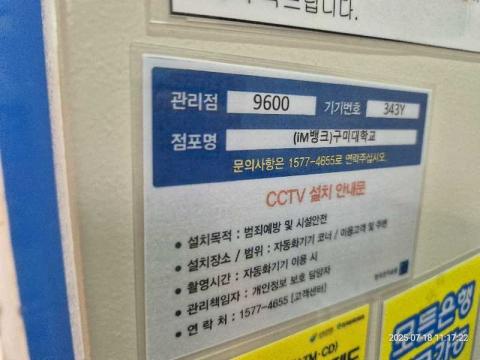 니다.
관리점 9600 기기번호 343Y
점포명 (iM뱅크)구미대학교
문의사항은 1577-4655로 연락주십시오.
CCTV 설치 안내문
• 설치목적 : 범죄예방 및 시설안전
• 설치장소 / 범위 : 자동화기기 코너 / 이용고객 및 주변
• 촬영시간 : 자동화기기 이용 시
• 관리책임자 : 개인정보 보호 담당자
• 연 락 처 : 1577-4655 [고객센터]
모든은행
2025-07-18 11:17:22